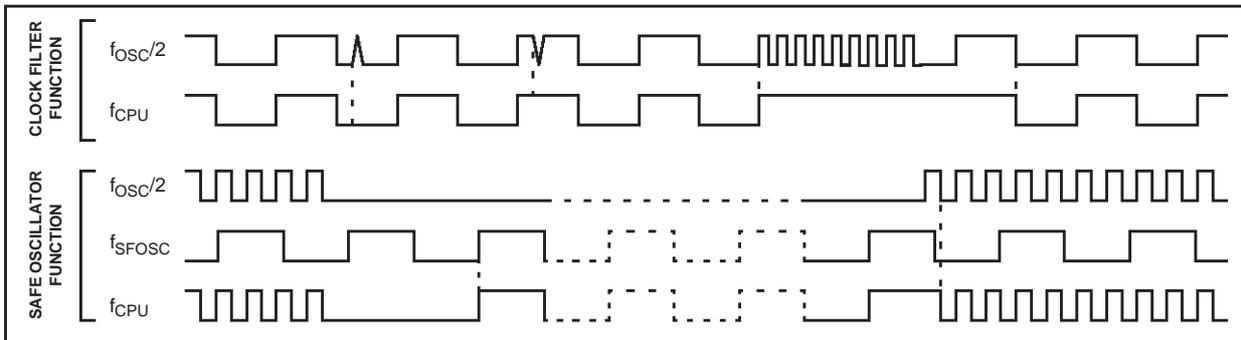 CLOCK FILTER
FUNCTION
fOSC/2
fCPU
SAFE OSCILLATOR
FUNCTION
fOSC/2
fSFOSC
fCPU